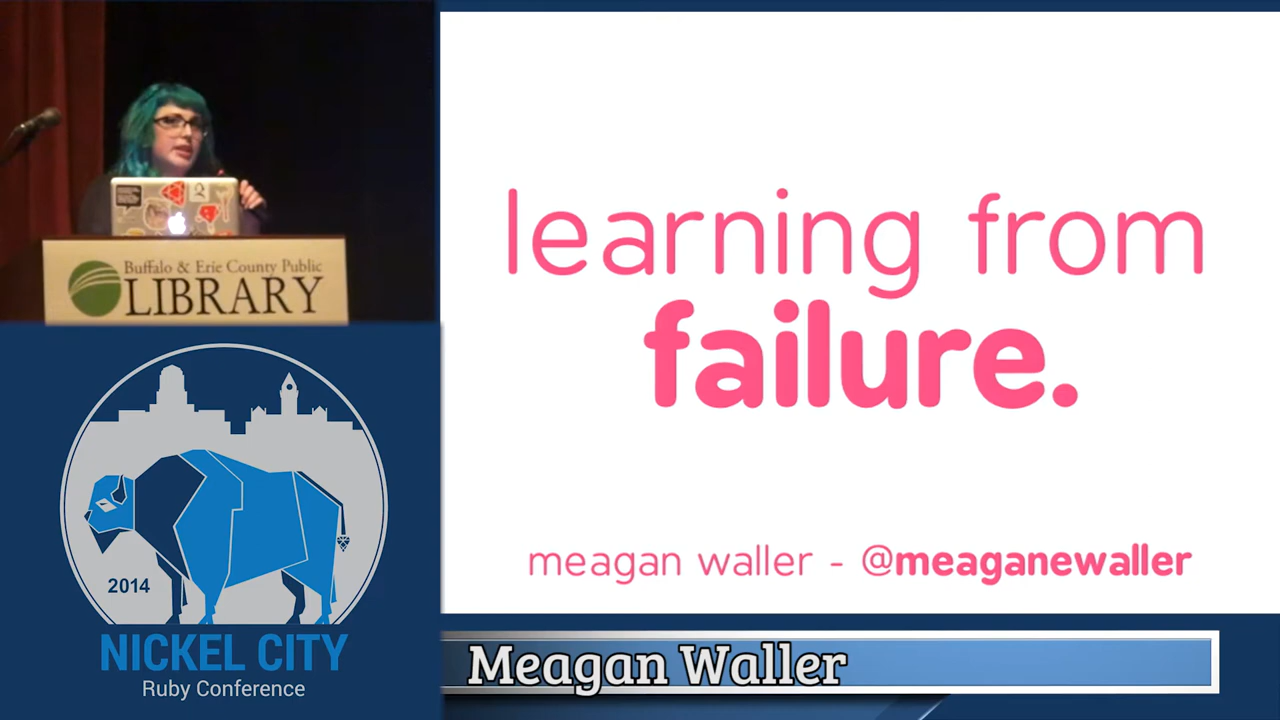 Buffalo & Erie County Public
LIBRARY
2014
NICKEL CITY
Ruby Conference
learning from
failure.
meagan waller - @meaganewaller
Meagan Waller